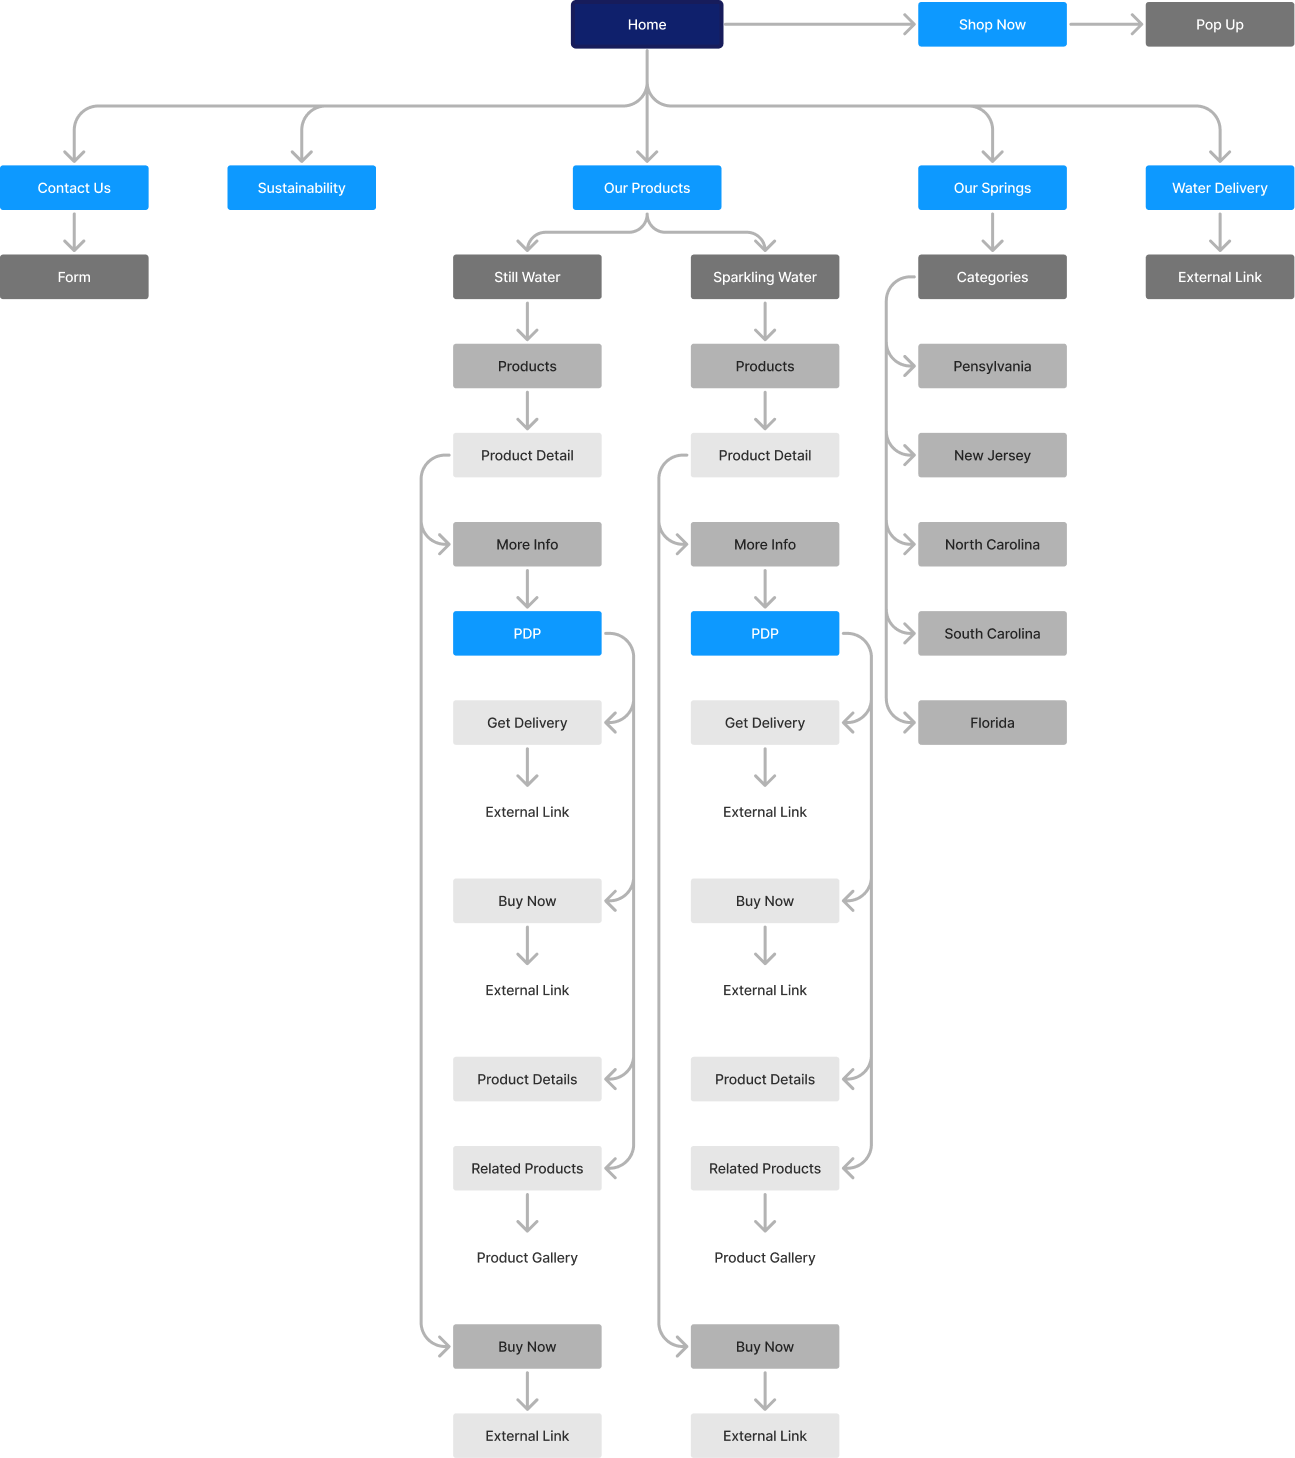 Home
Shop Now
Pop Up
Contact Us
Sustainability
Our Products
Our Springs
Water Delivery
Form
Still Water
Sparkling Water
Categories
External Link
Products
Products
Pensylvania
Product Detail
Product Detail
New Jersey
More Info
More Info
North Carolina
PDP
PDP
South Carolina
Get Delivery
Get Delivery
Florida
External Link
External Link
Buy Now
Buy Now
External Link
External Link
Product Details
Product Details
Related Products
Related Products
Product Gallery
Product Gallery
Buy Now
Buy Now
External Link
External Link